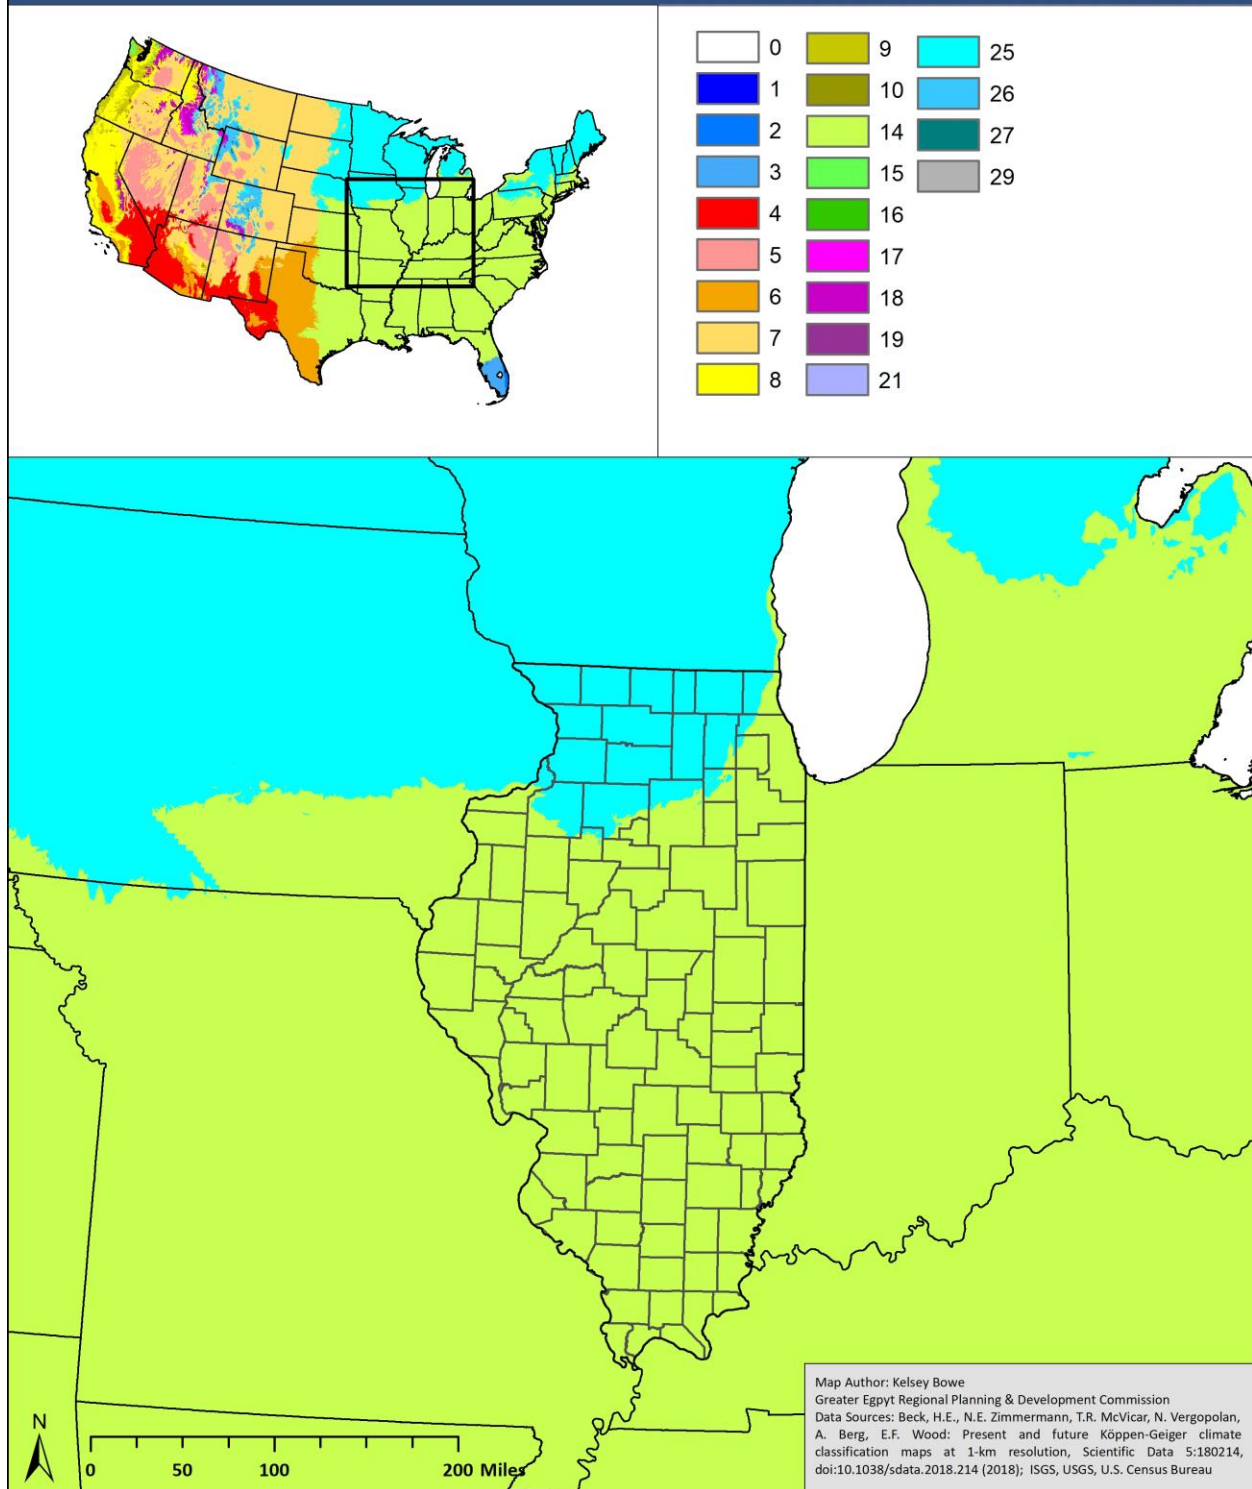 0
1
2
3
4
5
6
7
8
9
10
14
15
16
17
18
19
21
25
26
27
29
N
0 50 100 200 Miles
Map Author: Kelsey Bowe
Greater Egpyt Regional Planning & Development Commission
Data Sources: Beck, H.E., N.E. Zimmermann, T.R. McVicar, N. Vergopolan,
A. Berg, E.F. Wood: Present and future Köppen-Geiger climate
classification maps at 1-km resolution, Scientific Data 5:180214,
doi:10.1038/sdata.2018.214 (2018); ISGS, USGS, U.S. Census Bureau